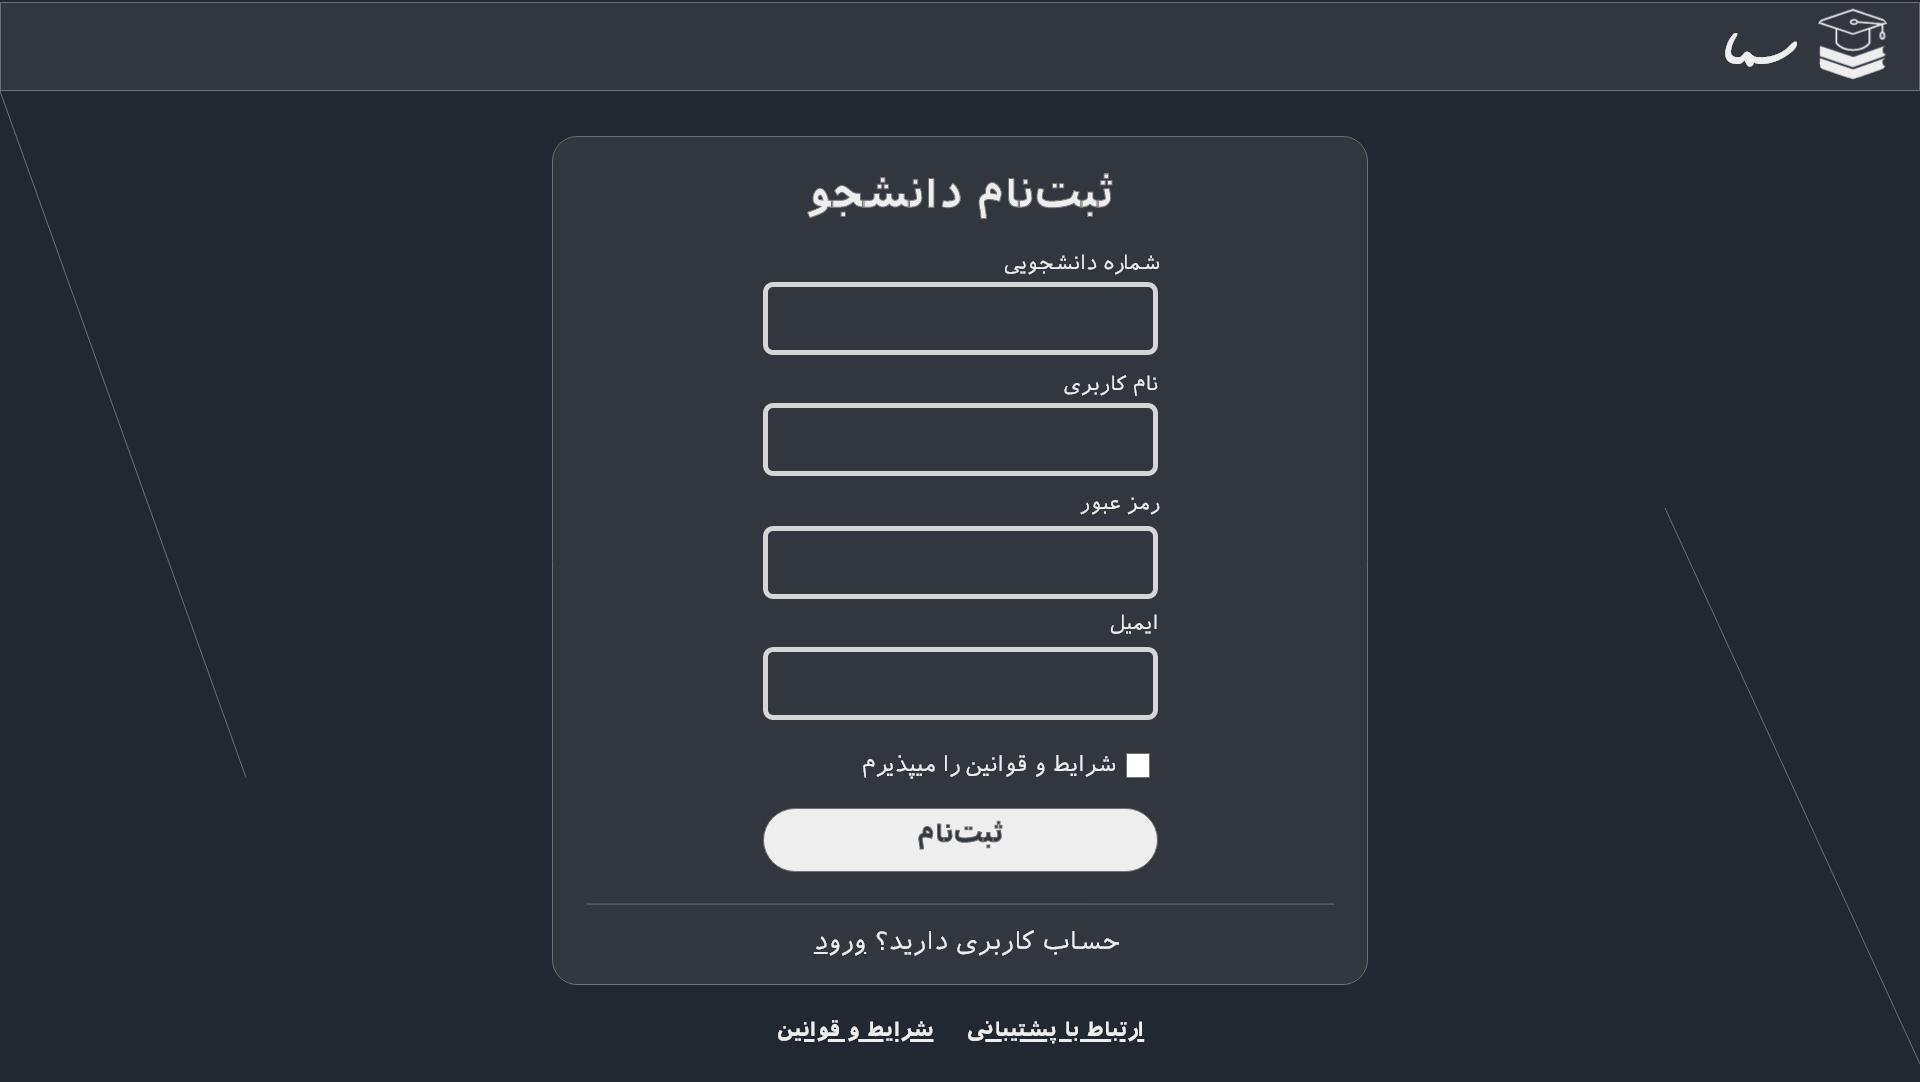 سما
ثبت‌نام دانشجو
شماره دانشجویی
نام کاربری
رمز عبور
ایمیل
شرایط و قوانین را میپذیرم
ثبت‌نام
حساب کاربری دارید؟ ورود
ارتباط با پشتیبانی شرایط و قوانین